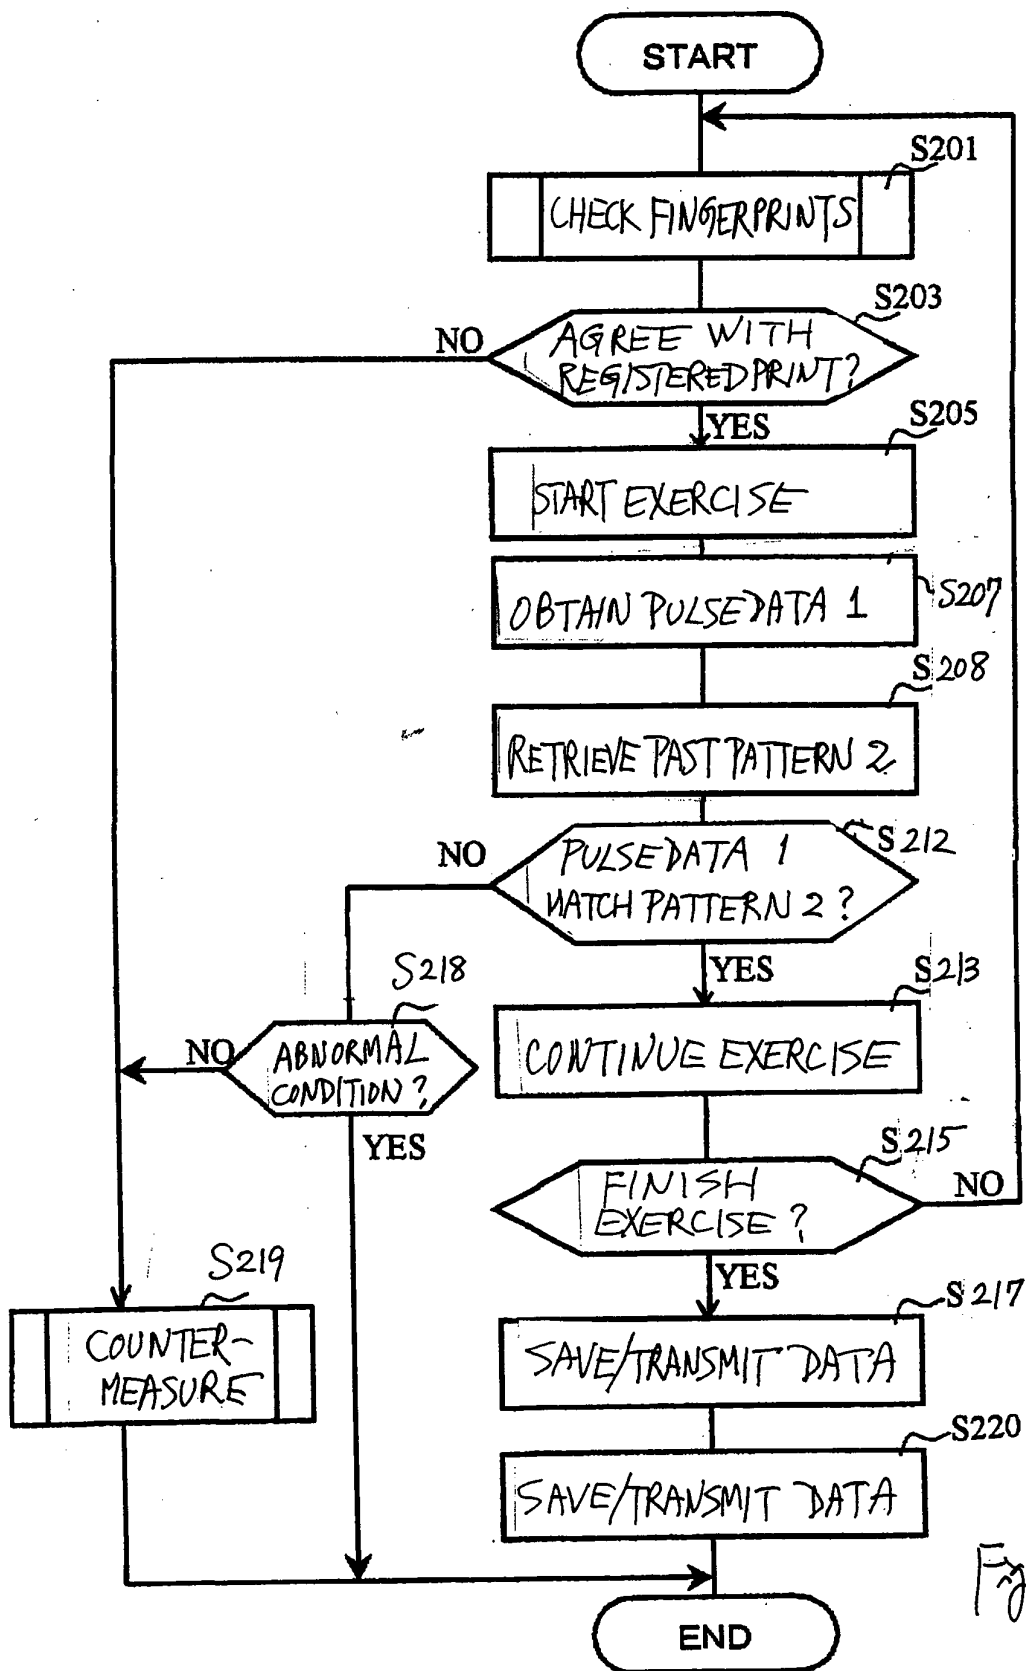 START
S201
CHECK FINGERPRINTS
S203
NO
AGREE WITH
REGISTERED PRINT?
YES
S205
START EXERCISE
S207
OBTAIN PULSE DATA 1
S208
RETRIEVE PAST PATTERN 2
S212
NO
PULSE DATA 1
MATCH PATTERN 2?
YES
S213
CONTINUE EXERCISE
S218
NO
ABNORMAL
CONDITION?
YES
S215
FINISH
EXERCISE?
NO
YES
S219
COUNTER-
MEASURE
S217
SAVE/TRANSMIT DATA
S220
SAVE/TRANSMIT DATA
Fig
END